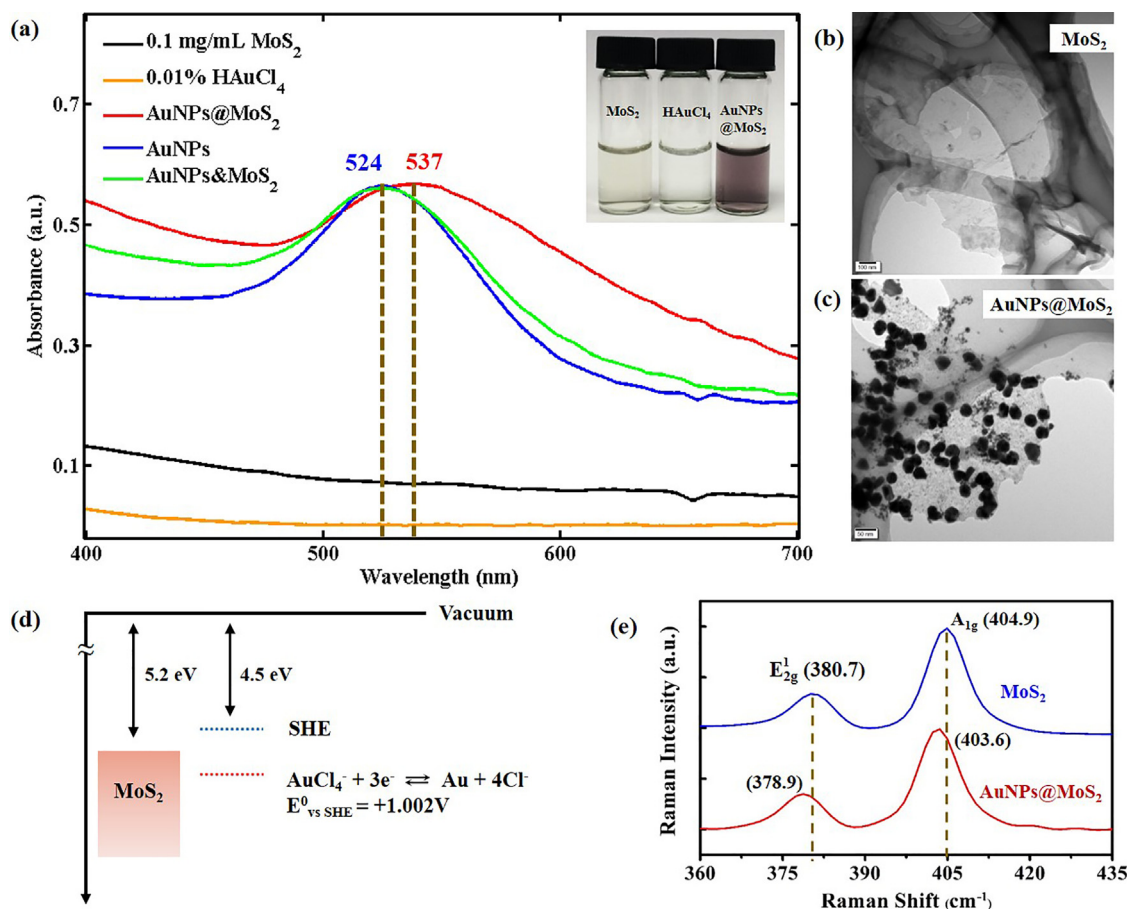 (a)
0.1 mg/mL MoS₂
0.01% HAuCl₄
AuNPs@MoS₂
AuNPs
AuNPs&MoS₂
524
537
MoS₂
HAuCl₄
AuNPs
@MoS₂
0.7
0.5
0.3
0.1
Absorbance (a.u.)
400
500
600
700
Wavelength (nm)
(b)
MoS₂
100 nm
(c)
AuNPs@MoS₂
50 nm
(d)
Vacuum
5.2 eV
4.5 eV
SHE
MoS₂
AuCl₄⁻ + 3e⁻ ⇌ Au + 4Cl⁻
E⁰vs SHE = +1.002V
(e)
A1g (404.9)
E¹2g (380.7)
MoS₂
(403.6)
(378.9)
AuNPs@MoS₂
Raman Intensity (a.u.)
360
375
390
405
420
435
Raman Shift (cm⁻¹)